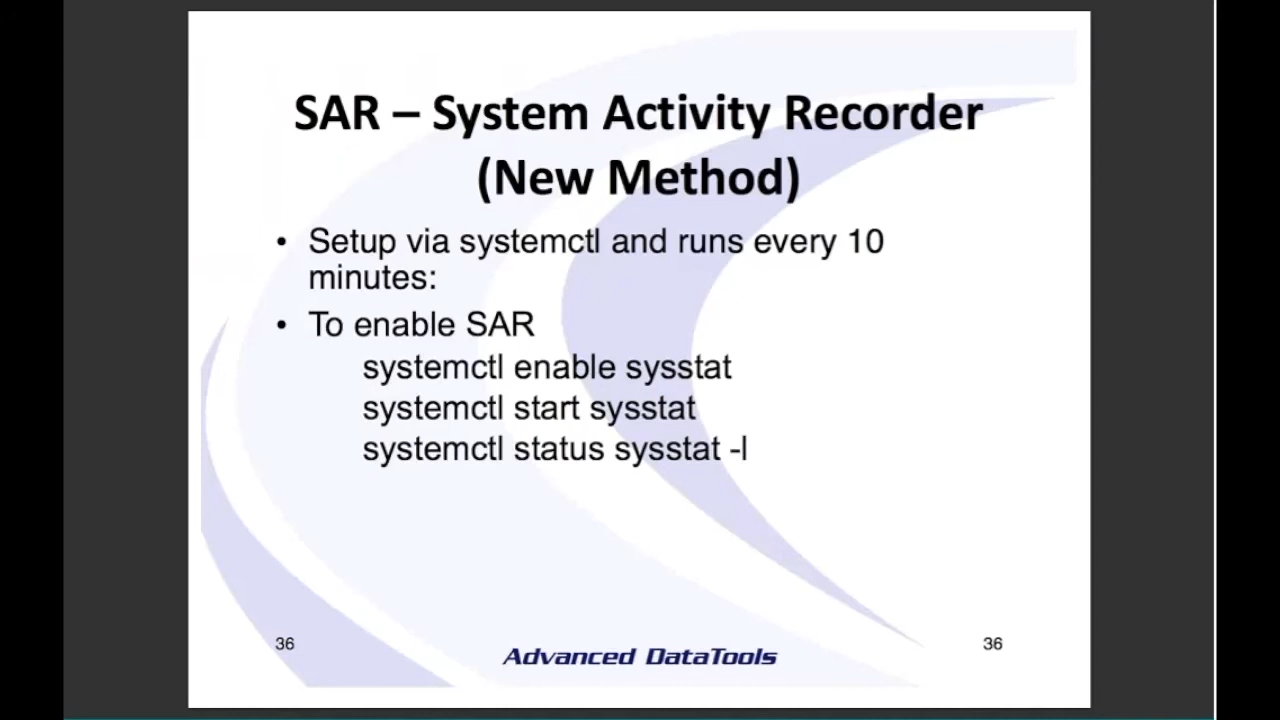 SAR – System Activity Recorder
(New Method)
• Setup via systemctl and runs every 10
minutes:
• To enable SAR
systemctl enable sysstat
systemctl start sysstat
systemctl status sysstat -l
36
Advanced DataTools
36